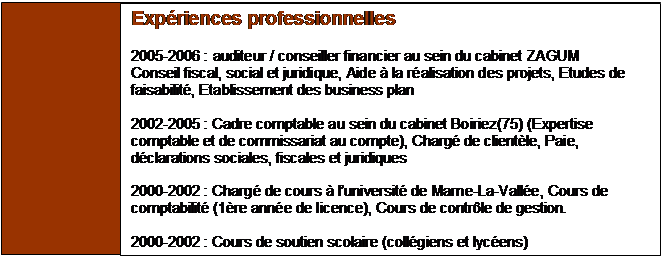 Expériences professionnelles
2005-2006 : auditeur / conseiller financier au sein du cabinet ZAGUM
Conseil fiscal, social et juridique, Aide à la réalisation des projets, Etudes de
faisabilité, Etablissement des business plan
2002-2005 : Cadre comptable au sein du cabinet Boiriez(75) (Expertise
comptable et de commissariat au compte), Chargé de clientèle, Paie,
déclarations sociales, fiscales et juridiques
2000-2002 : Chargé de cours à l'université de Marne-La-Vallée, Cours de
comptabilité (1ère année de licence), Cours de contrôle de gestion.
2000-2002 : Cours de soutien scolaire (collégiens et lycéens)